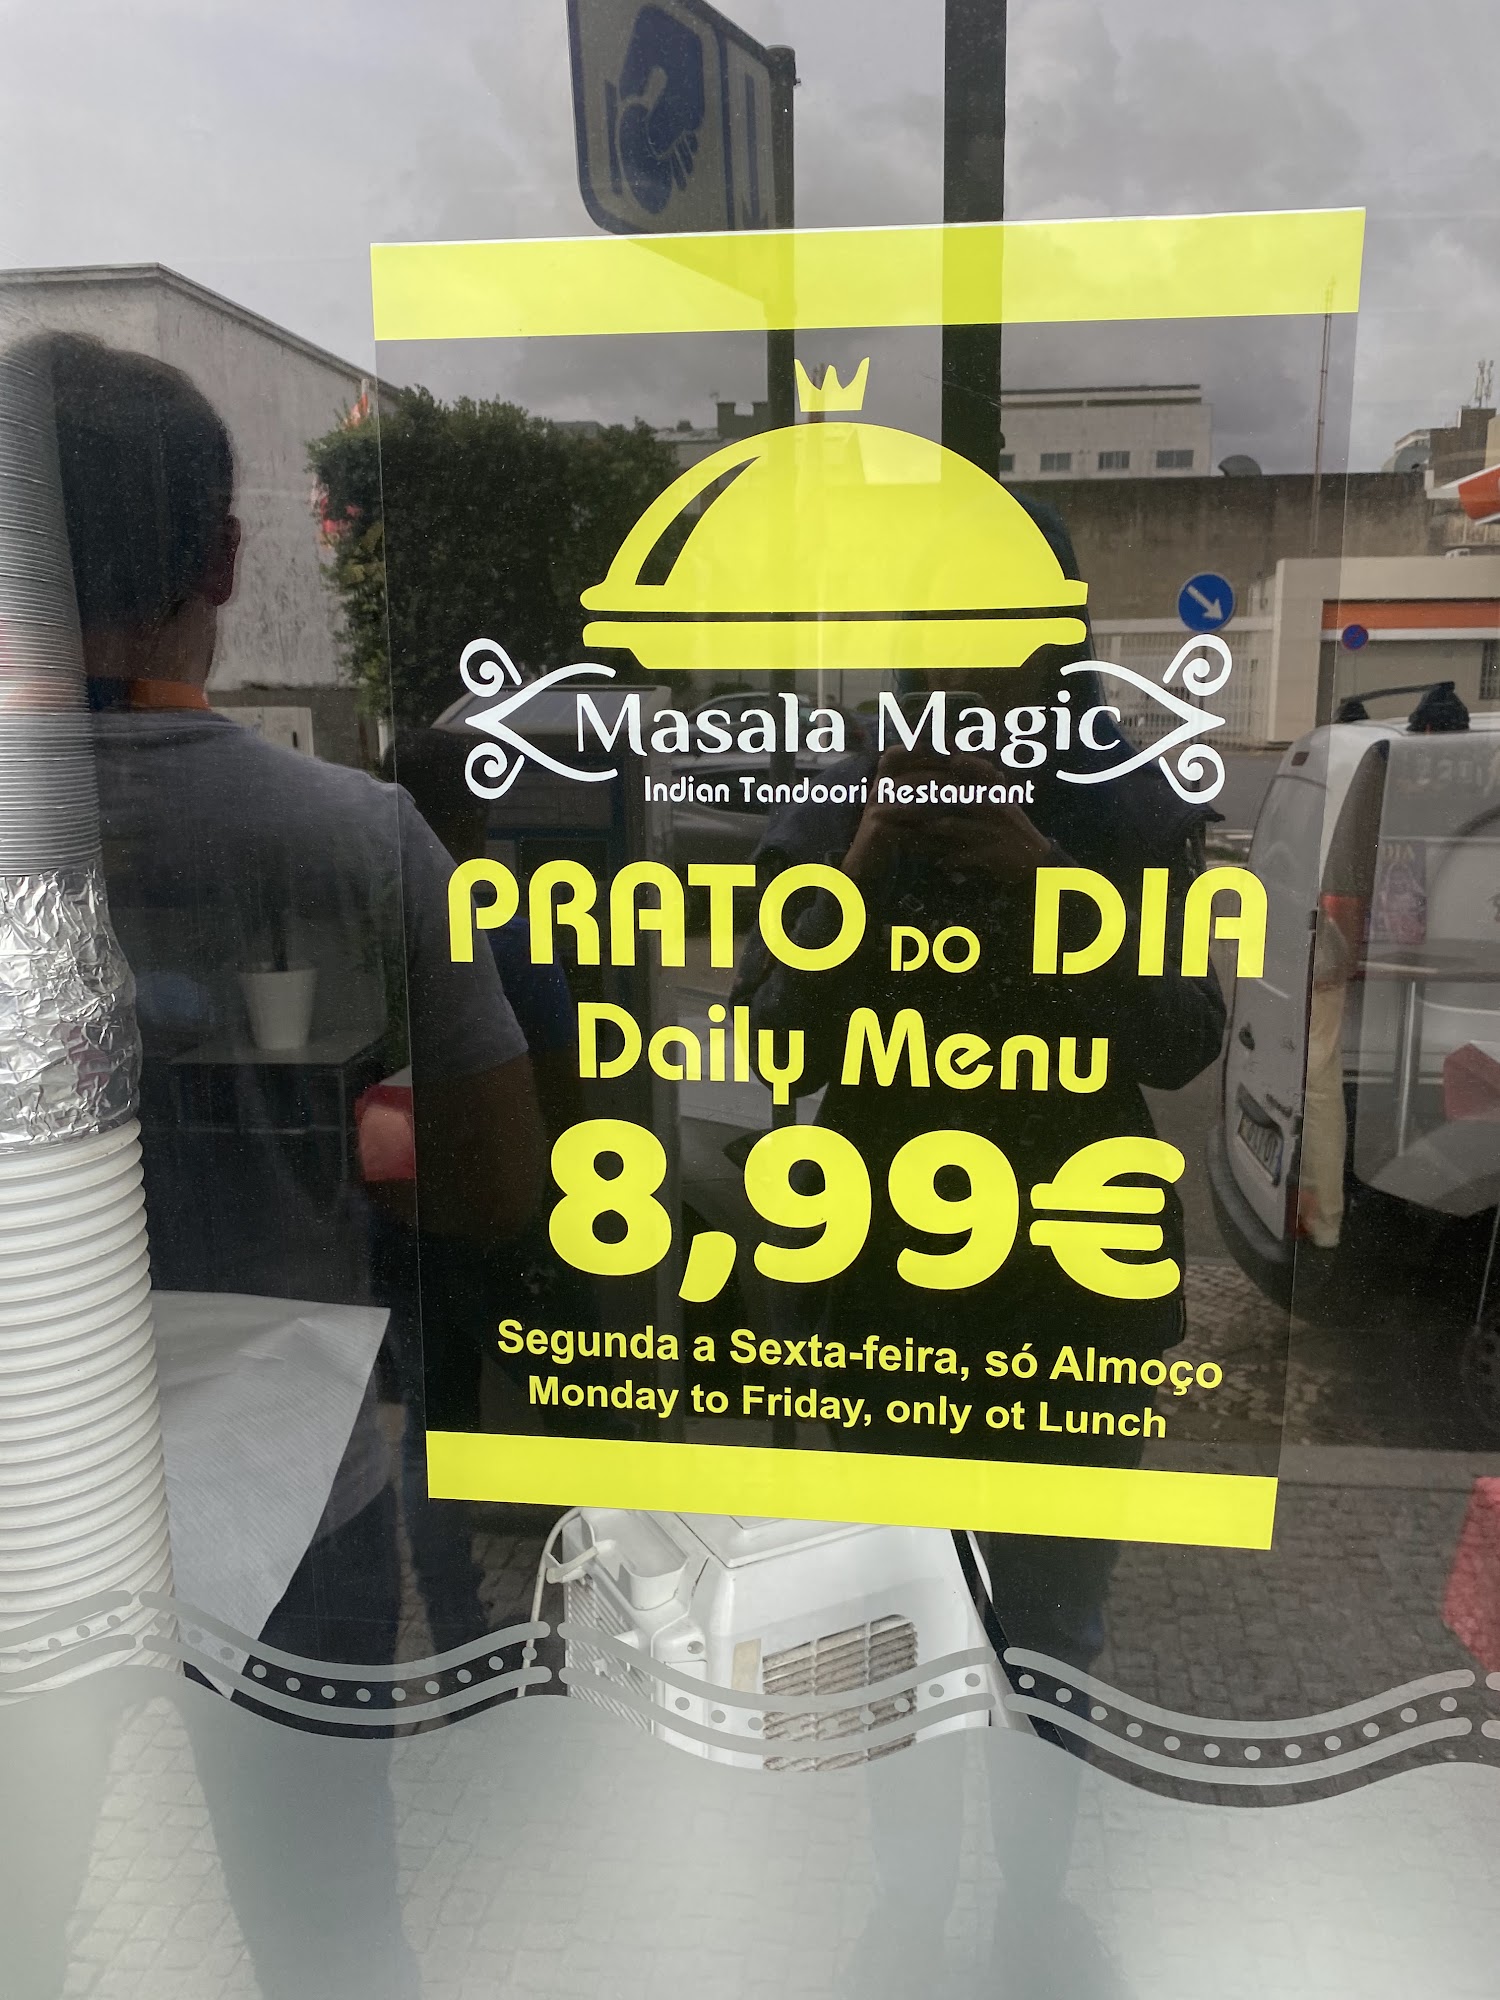 Masala Magic
Indian Tandoori Restaurant
PRATO DO DIA
Daily Menu
8,99€
Segunda a Sexta-feira, só Almoço
Monday to Friday, only ot Lunch